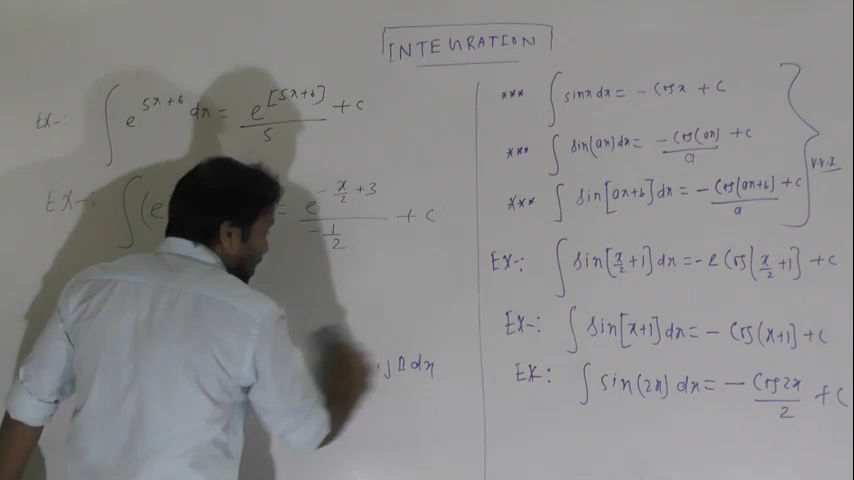 INTEGRATION
Ex-: ∫ e^{5x+6} dx = e^{[5x+6]}/5 + c
EX-: ∫(e = e^{-x/2 + 3}/(-1/2) + c
dx
*** ∫ sinx dx = - Cosx + C
*** ∫ sin(ax) dx = -Cos(ax)/a + C
*** ∫ sin[ax+b] dx = -Cos(ax+b)/a + C
V.V.I
EX-: ∫ sin[x/2+1] dx = -2 Cos[x/2+1] + C
EX-: ∫ sin[x+1] dx = - Cos(x+1] + C
EX: ∫ sin(2x) dx = - Cos2x/2 + C